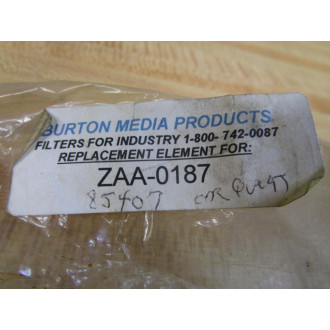 BURTON MEDIA PRODUCTS
FILTERS FOR INDUSTRY 1-800- 742-0087
REPLACEMENT ELEMENT FOR:
ZAA-0187
85407